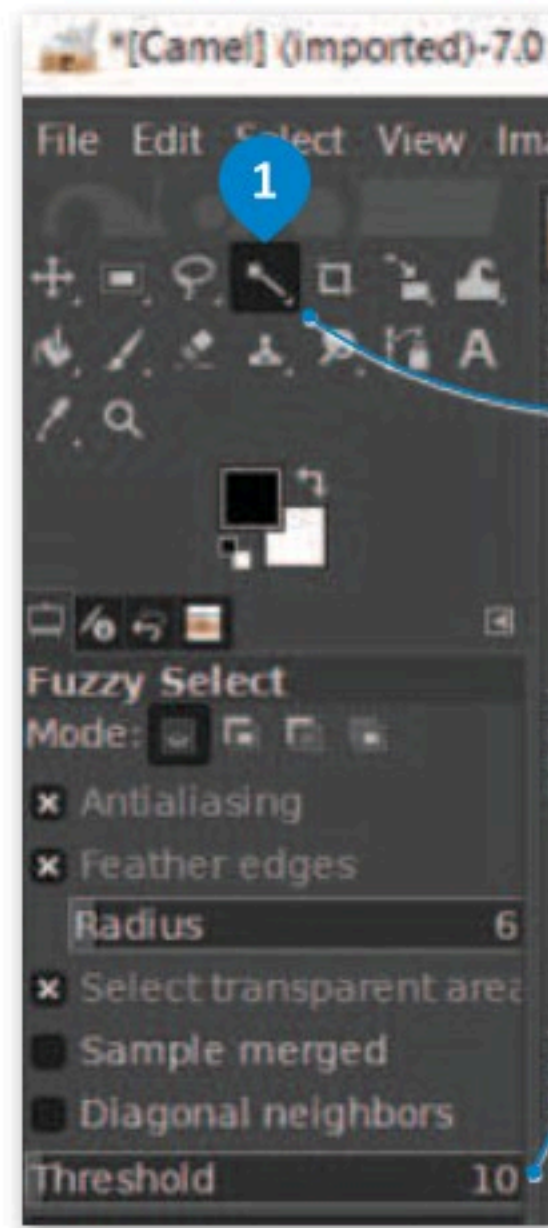 *[Camel] (Imported)-7.0
File Edit Select View Ima
1
A
Fuzzy Select
Mode:
Antialiasing
Feather edges
Radius 6
Select transparent area
Sample merged
Diagonal neighbors
Threshold 10